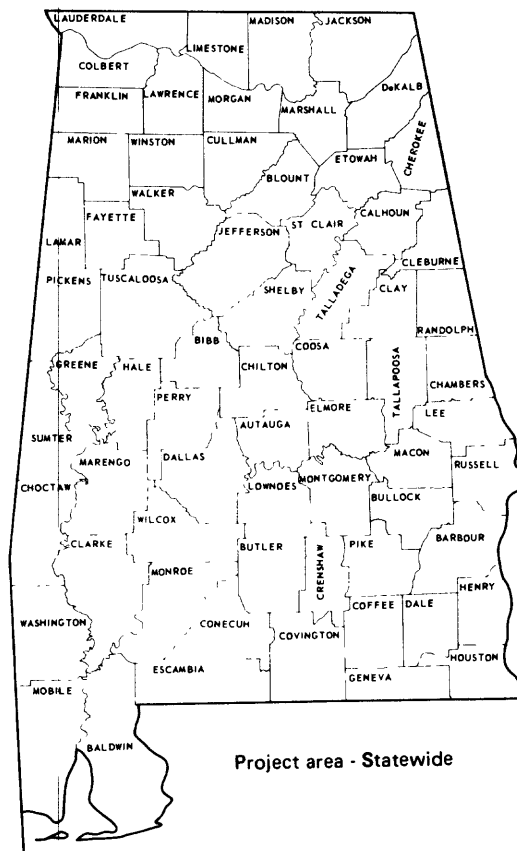 LAUDERDALE
LIMESTONE
MADISON
JACKSON
COLBERT
FRANKLIN
LAWRENCE
MORGAN
MARSHALL
DeKALB
MARION
WINSTON
CULLMAN
ETOWAH
CHEROKEE
BLOUNT
WALKER
FAYETTE
JEFFERSON
ST CLAIR
CALHOUN
LAMAR
PICKENS
TUSCALOOSA
SHELBY
TALLADEGA
CLEBURNE
CLAY
RANDOLPH
BIBB
COOSA
GREENE
HALE
CHILTON
TALLAPOOSA
CHAMBERS
PERRY
ELMORE
LEE
AUTAUGA
SUMTER
MARENGO
DALLAS
MACON
RUSSELL
CHOCTAW
LOWNDES
MONTGOMERY
BULLOCK
WILCOX
CLARKE
BUTLER
CRENSHAW
PIKE
BARBOUR
MONROE
HENRY
COFFEE
DALE
WASHINGTON
CONECUH
COVINGTON
HOUSTON
ESCAMBIA
GENEVA
MOBILE
BALDWIN
Project area - Statewide